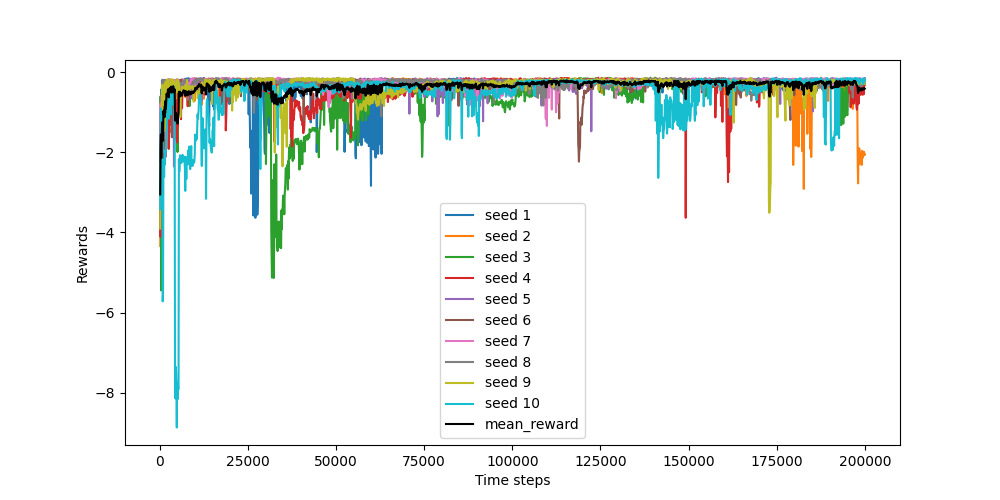 0
−2
−4
−6
−8
Rewards
seed 1
seed 2
seed 3
seed 4
seed 5
seed 6
seed 7
seed 8
seed 9
seed 10
mean_reward
0 25000 50000 75000 100000 125000 150000 175000 200000
Time steps